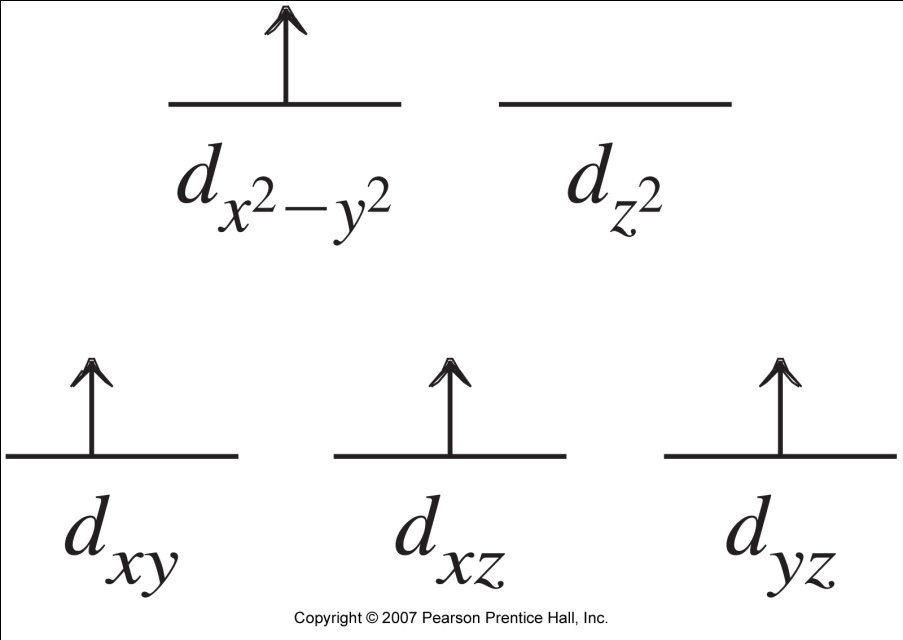 dx²−y² dz²
dxy dxz dyz
Copyright © 2007 Pearson Prentice Hall, Inc.